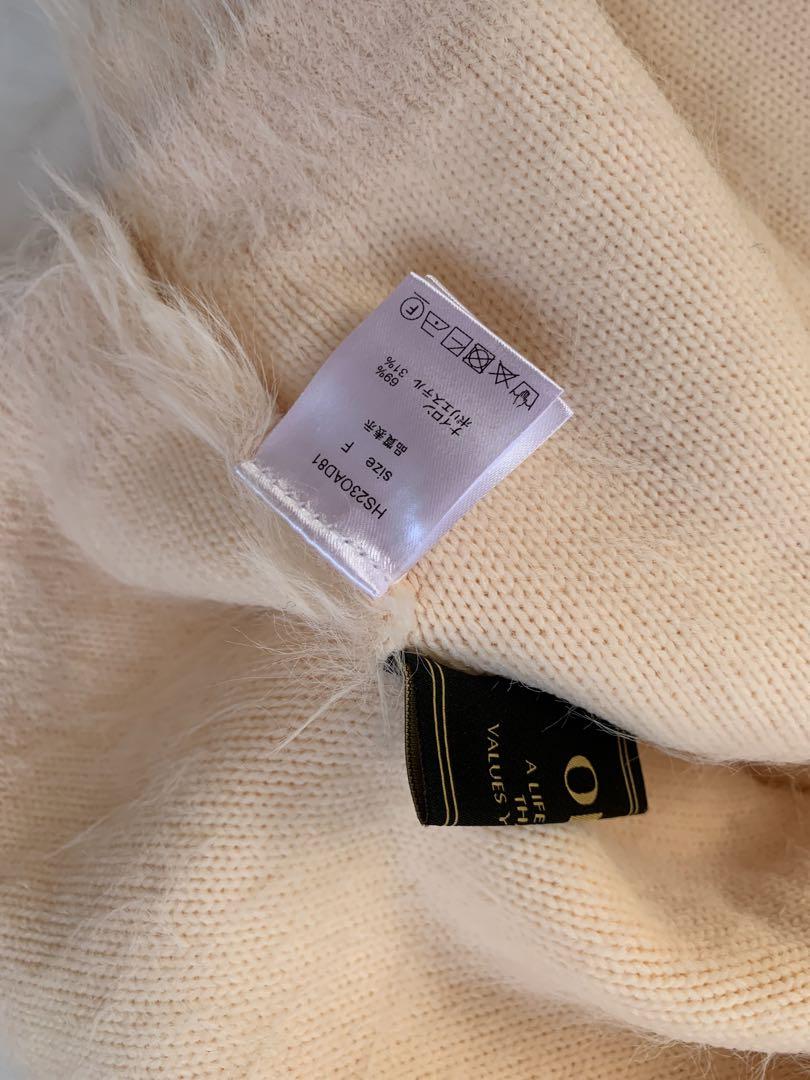 HS230AD81
size F
品質表示
ナイロン 69%
ポリエステル 31%
F
O
A LIFE
TH
VALUES Y